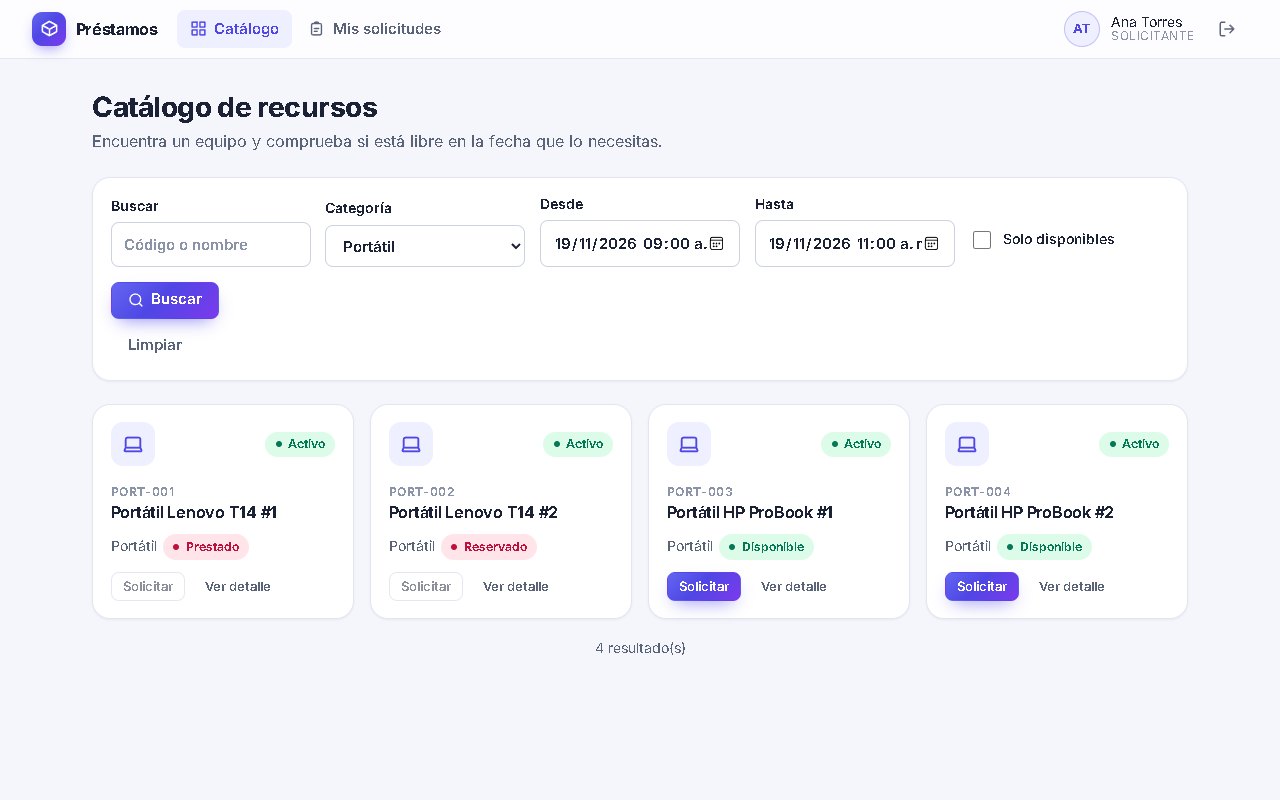 Préstamos
Catálogo
Mis solicitudes
AT
Ana Torres
SOLICITANTE
Catálogo de recursos
Encuentra un equipo y comprueba si está libre en la fecha que lo necesitas.
Buscar
Código o nombre
Categoría
Portátil
Desde
19/11/2026 09:00 a.
Hasta
19/11/2026 11:00 a. r
Solo disponibles
Buscar
Limpiar
Activo
PORT-001
Portátil Lenovo T14 #1
Portátil Prestado
Solicitar Ver detalle
Activo
PORT-002
Portátil Lenovo T14 #2
Portátil Reservado
Solicitar Ver detalle
Activo
PORT-003
Portátil HP ProBook #1
Portátil Disponible
Solicitar Ver detalle
Activo
PORT-004
Portátil HP ProBook #2
Portátil Disponible
Solicitar Ver detalle
4 resultado(s)